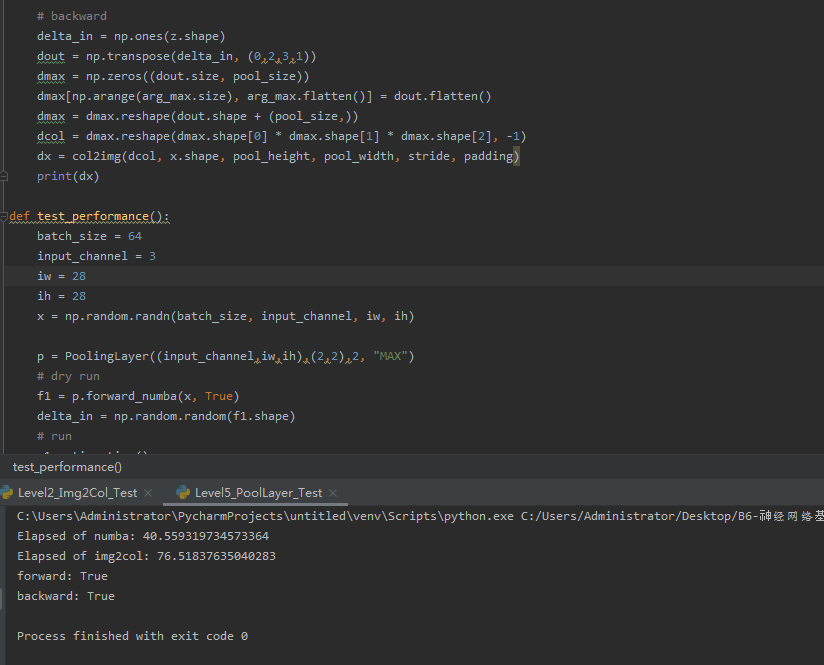 # backward
delta_in = np.ones(z.shape)
dout = np.transpose(delta_in, (0,2,3,1))
dmax = np.zeros((dout.size, pool_size))
dmax[np.arange(arg_max.size), arg_max.flatten()] = dout.flatten()
dmax = dmax.reshape(dout.shape + (pool_size,))
dcol = dmax.reshape(dmax.shape[0] * dmax.shape[1] * dmax.shape[2], -1)
dx = col2img(dcol, x.shape, pool_height, pool_width, stride, padding)
print(dx)
def test_performance():
batch_size = 64
input_channel = 3
iw = 28
ih = 28
x = np.random.randn(batch_size, input_channel, iw, ih)
p = PoolingLayer((input_channel,iw,ih),(2,2),2, "MAX")
# dry run
f1 = p.forward_numba(x, True)
delta_in = np.random.random(f1.shape)
# run
test_performance()
Level2_Img2Col_Test × Level5_PoolLayer_Test ×
C:\Users\Administrator\PycharmProjects\untitled\venv\Scripts\python.exe C:/Users/Administrator/Desktop/B6-神经网络基
Elapsed of numba: 40.559319734573364
Elapsed of img2col: 76.51837635040283
forward: True
backward: True
Process finished with exit code 0